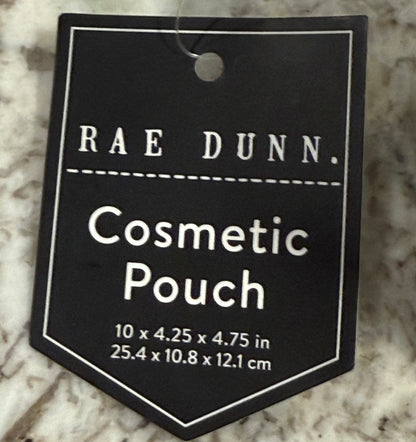 RAE DUNN.
Cosmetic
Pouch
10 x 4.25 x 4.75 in
25.4 x 10.8 x 12.1 cm